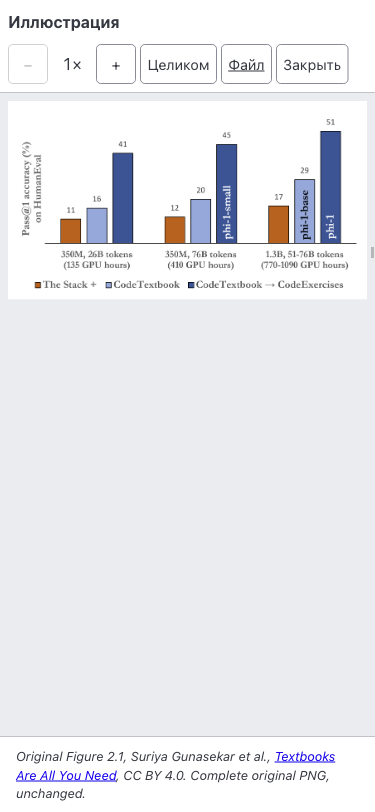 Иллюстрация
− 1× + Целиком Файл Закрыть
Pass@1 accuracy (%)
on HumanEval
11 16 41
12 20 45
17 29 51
phi-1-small
phi-1-base
phi-1
350M, 26B tokens
(135 GPU hours)
350M, 76B tokens
(410 GPU hours)
1.3B, 51-76B tokens
(770-1090 GPU hours)
The Stack + CodeTextbook CodeTextbook → CodeExercises
Original Figure 2.1, Suriya Gunasekar et al., Textbooks
Are All You Need, CC BY 4.0. Complete original PNG,
unchanged.